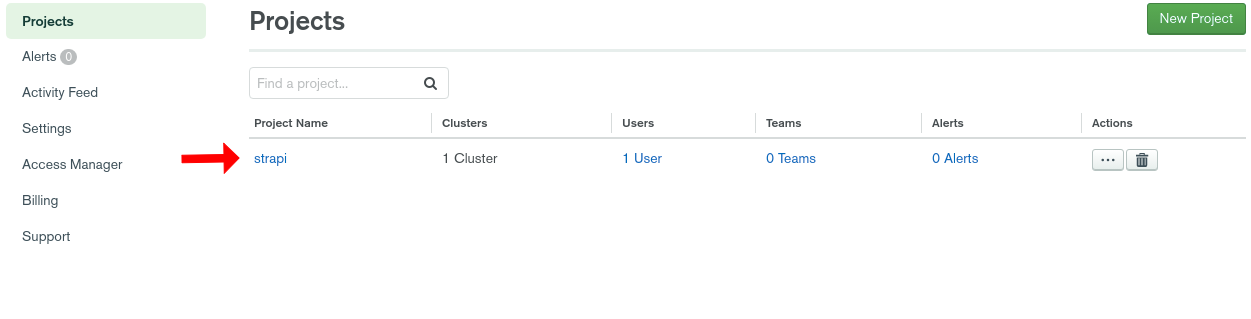 Projects
Alerts 0
Activity Feed
Settings
Access Manager
Billing
Support
Projects
New Project
Find a project...
Project Name Clusters Users Teams Alerts Actions
strapi 1 Cluster 1 User 0 Teams 0 Alerts ...